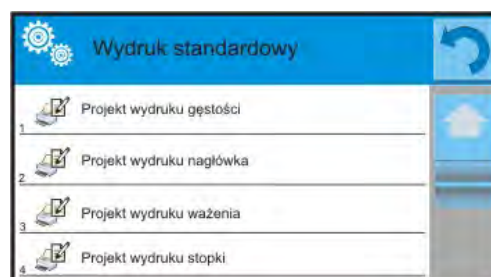 Wydruk standardowy
1 Projekt wydruku gęstości
2 Projekt wydruku nagłówka
3 Projekt wydruku ważenia
4 Projekt wydruku stopki